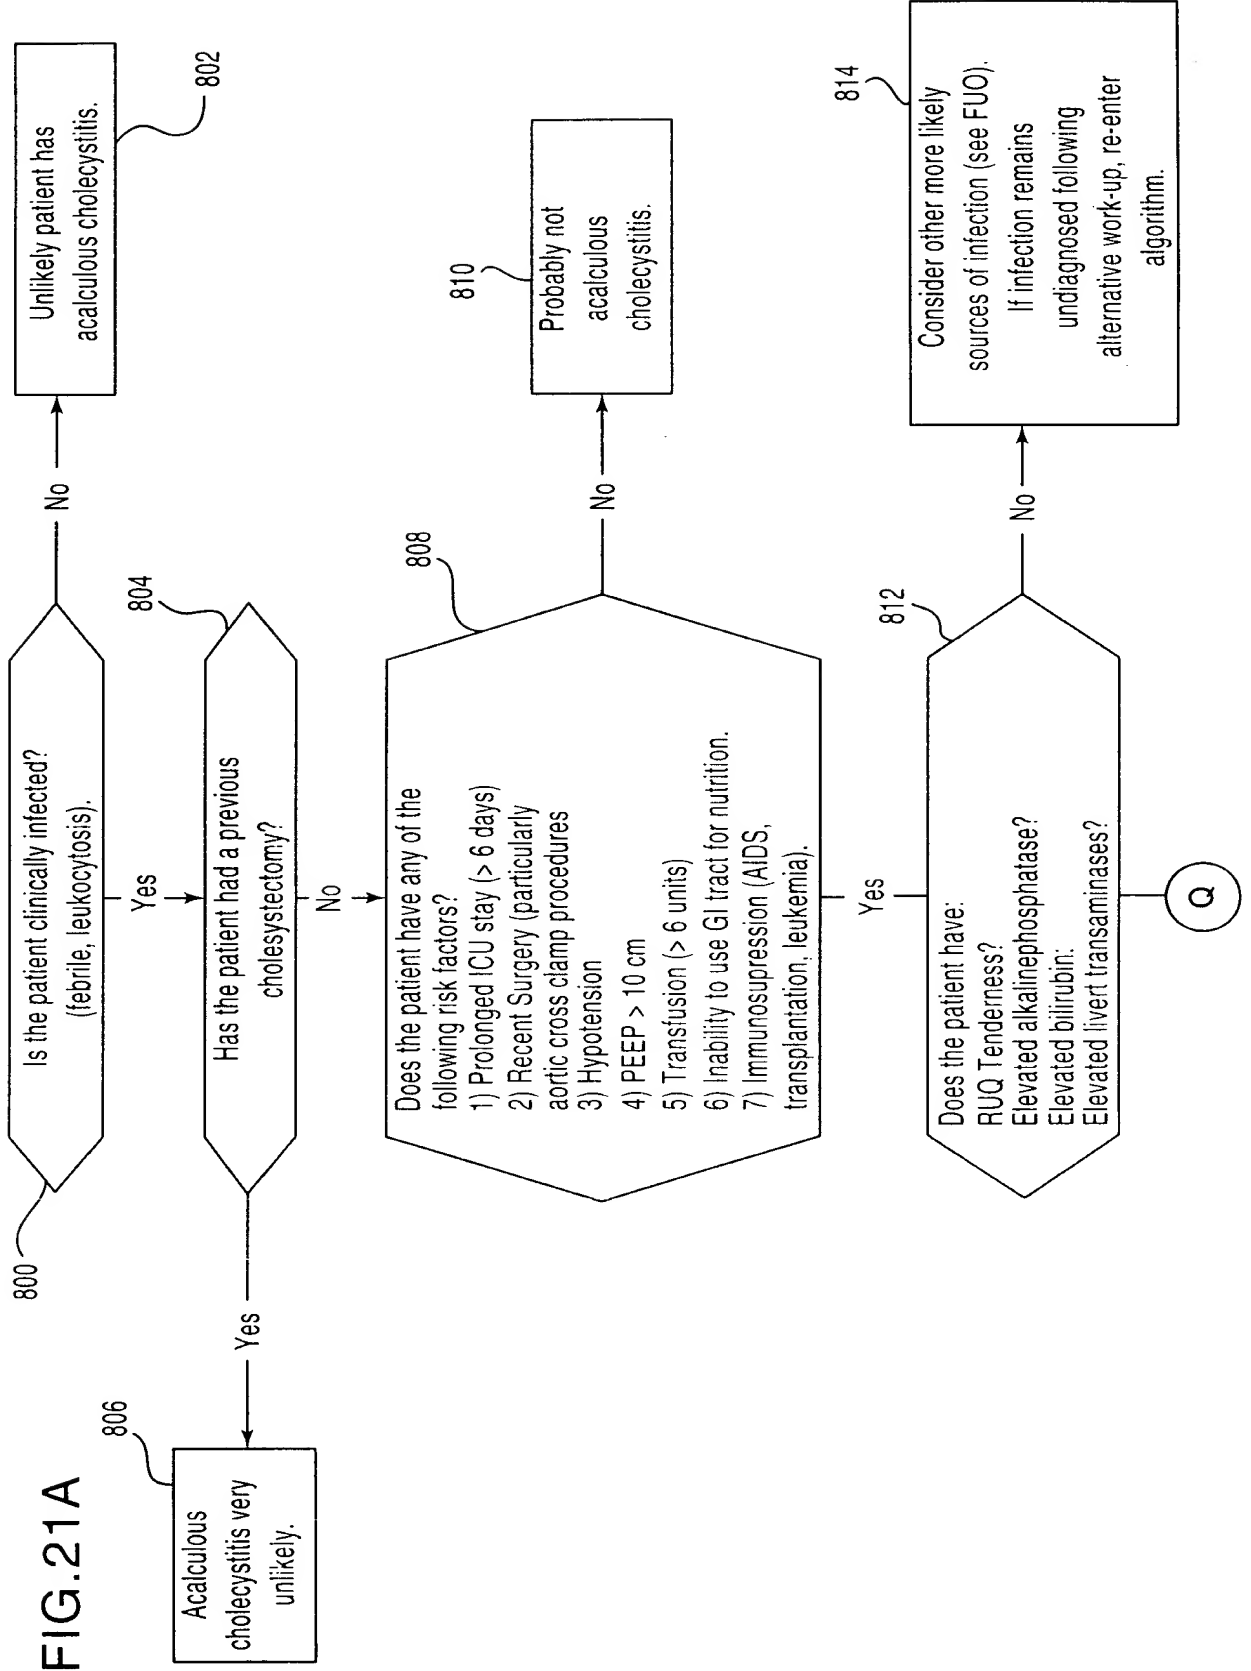 FIG.21A
800
Is the patient clinically infected?
(febrile, leukocytosis).
No
Unlikely patient has
acalculous cholecystitis.
802
Yes
804
Has the patient had a previous
cholesystectomy?
Yes
806
Acalculous
cholecystitis very
unlikely.
No
808
Does the patient have any of the
following risk factors?
1) Prolonged ICU stay (> 6 days)
2) Recent Surgery (particularly
aortic cross clamp procedures
3) Hypotension
4) PEEP > 10 cm
5) Transfusion (> 6 units)
6) Inability to use GI tract for nutrition.
7) Immunosupression (AIDS,
transplantation, leukemia).
No
810
Probably not
acalculous
cholecystitis.
Yes
812
Does the patient have:
RUQ Tenderness?
Elevated alkalinephosphatase?
Elevated bilirubin:
Elevated livert transaminases?
No
814
Consider other more likely
sources of infection (see FUO).
If infection remains
undiagnosed following
alternative work-up, re-enter
algorithm.
Q